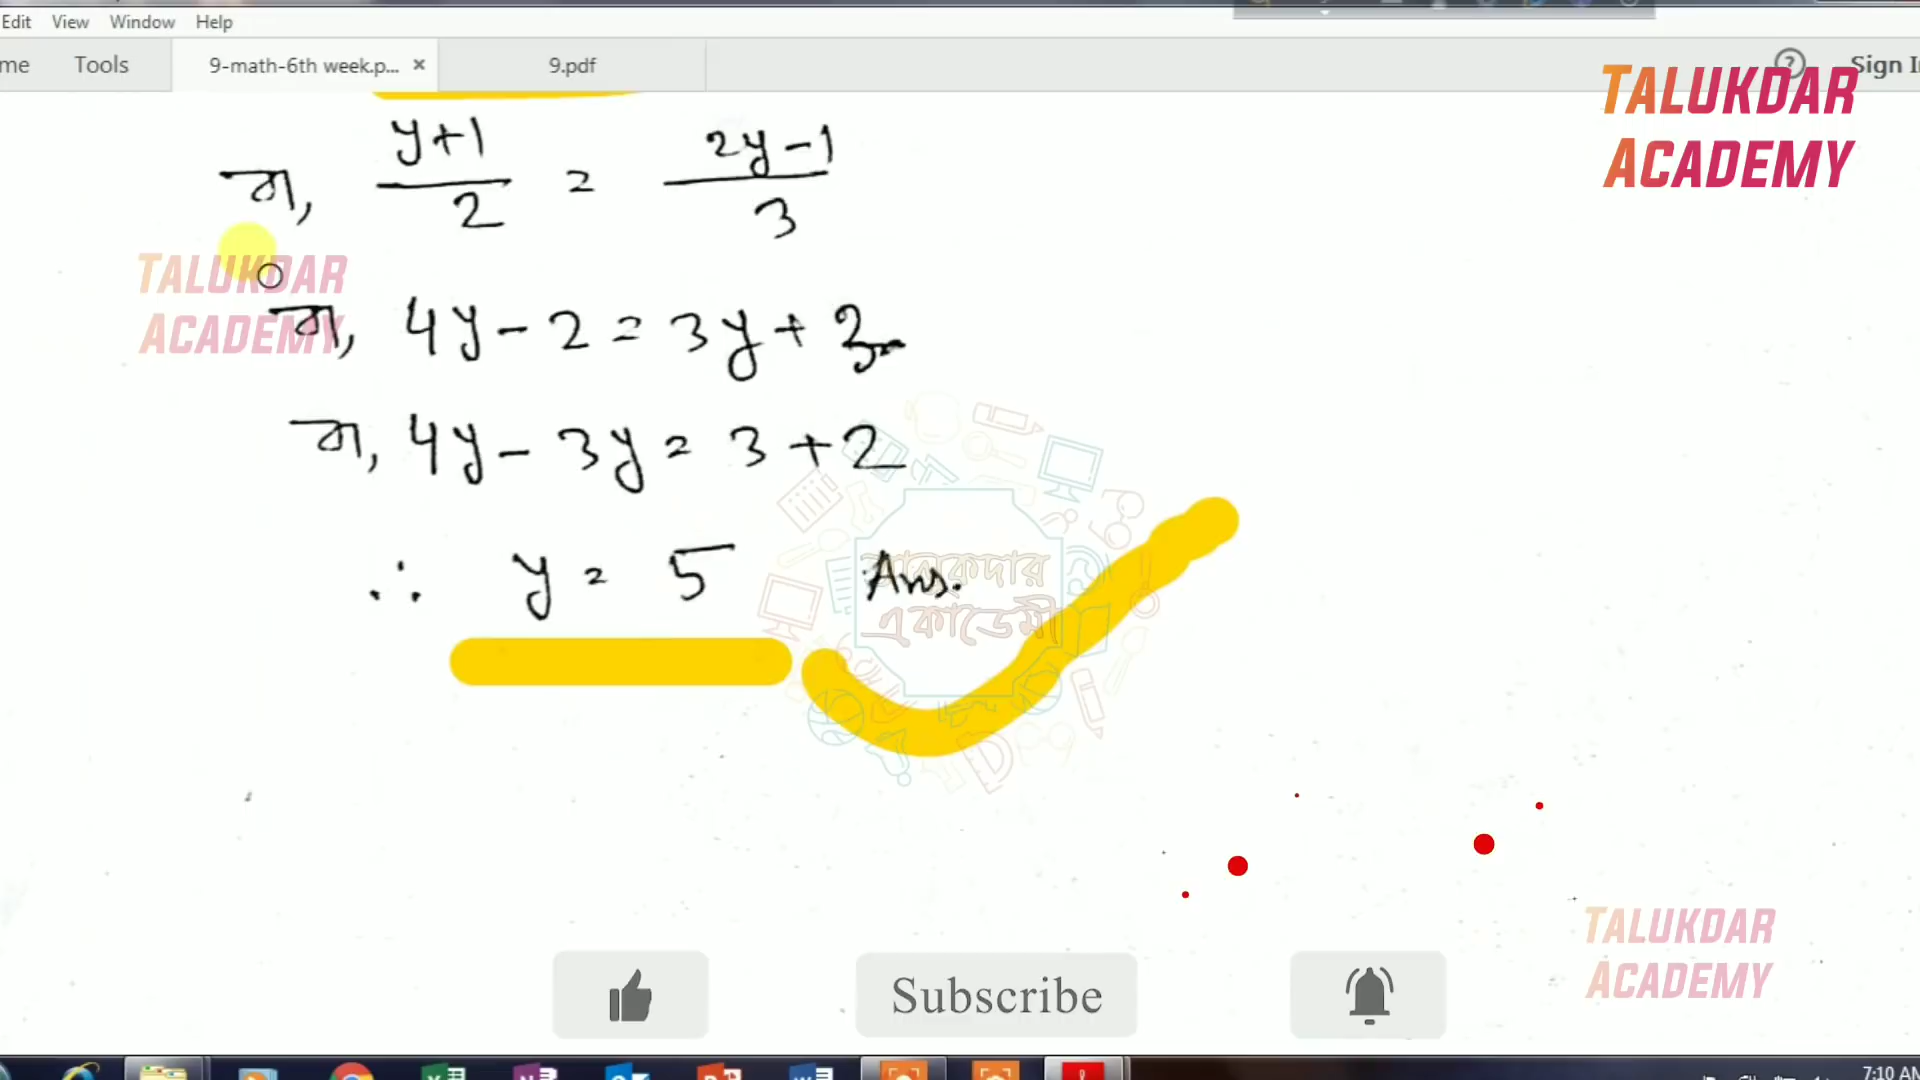 Edit View Window Help
me Tools 9-math-6th week.p... × 9.pdf ? Sign In
TALUKDAR
ACADEMY
বা, y+1/2 = 2y-1/3
TALUKDAR
ACADEMY
বা, 4y-2=3y+3
বা, 4y-3y=3+2
∴ y=5 Ans.
তালুকদার
একাডেমী
TALUKDAR
ACADEMY
Subscribe
7:10 AM